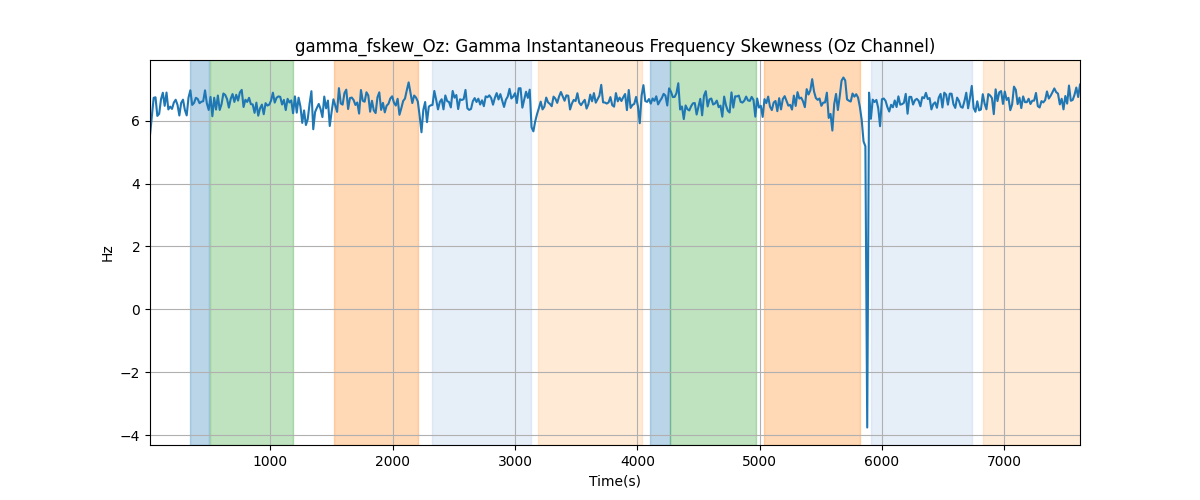 gamma_fskew_Oz: Gamma Instantaneous Frequency Skewness (Oz Channel)
Hz
6
4
2
0
−2
−4
1000 2000 3000 4000 5000 6000 7000
Time(s)